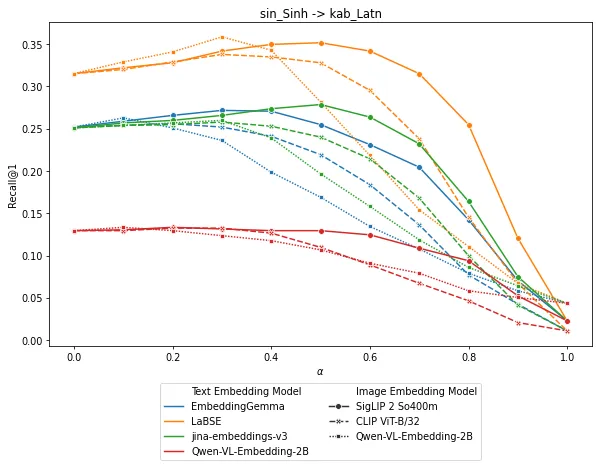 sin_Sinh -> kab_Latn
Recall@1
0.35
0.30
0.25
0.20
0.15
0.10
0.05
0.00
0.0 0.2 0.4 0.6 0.8 1.0
α
Text Embedding Model Image Embedding Model
EmbeddingGemma SigLIP 2 So400m
LaBSE CLIP ViT-B/32
jina-embeddings-v3 Qwen-VL-Embedding-2B
Qwen-VL-Embedding-2B